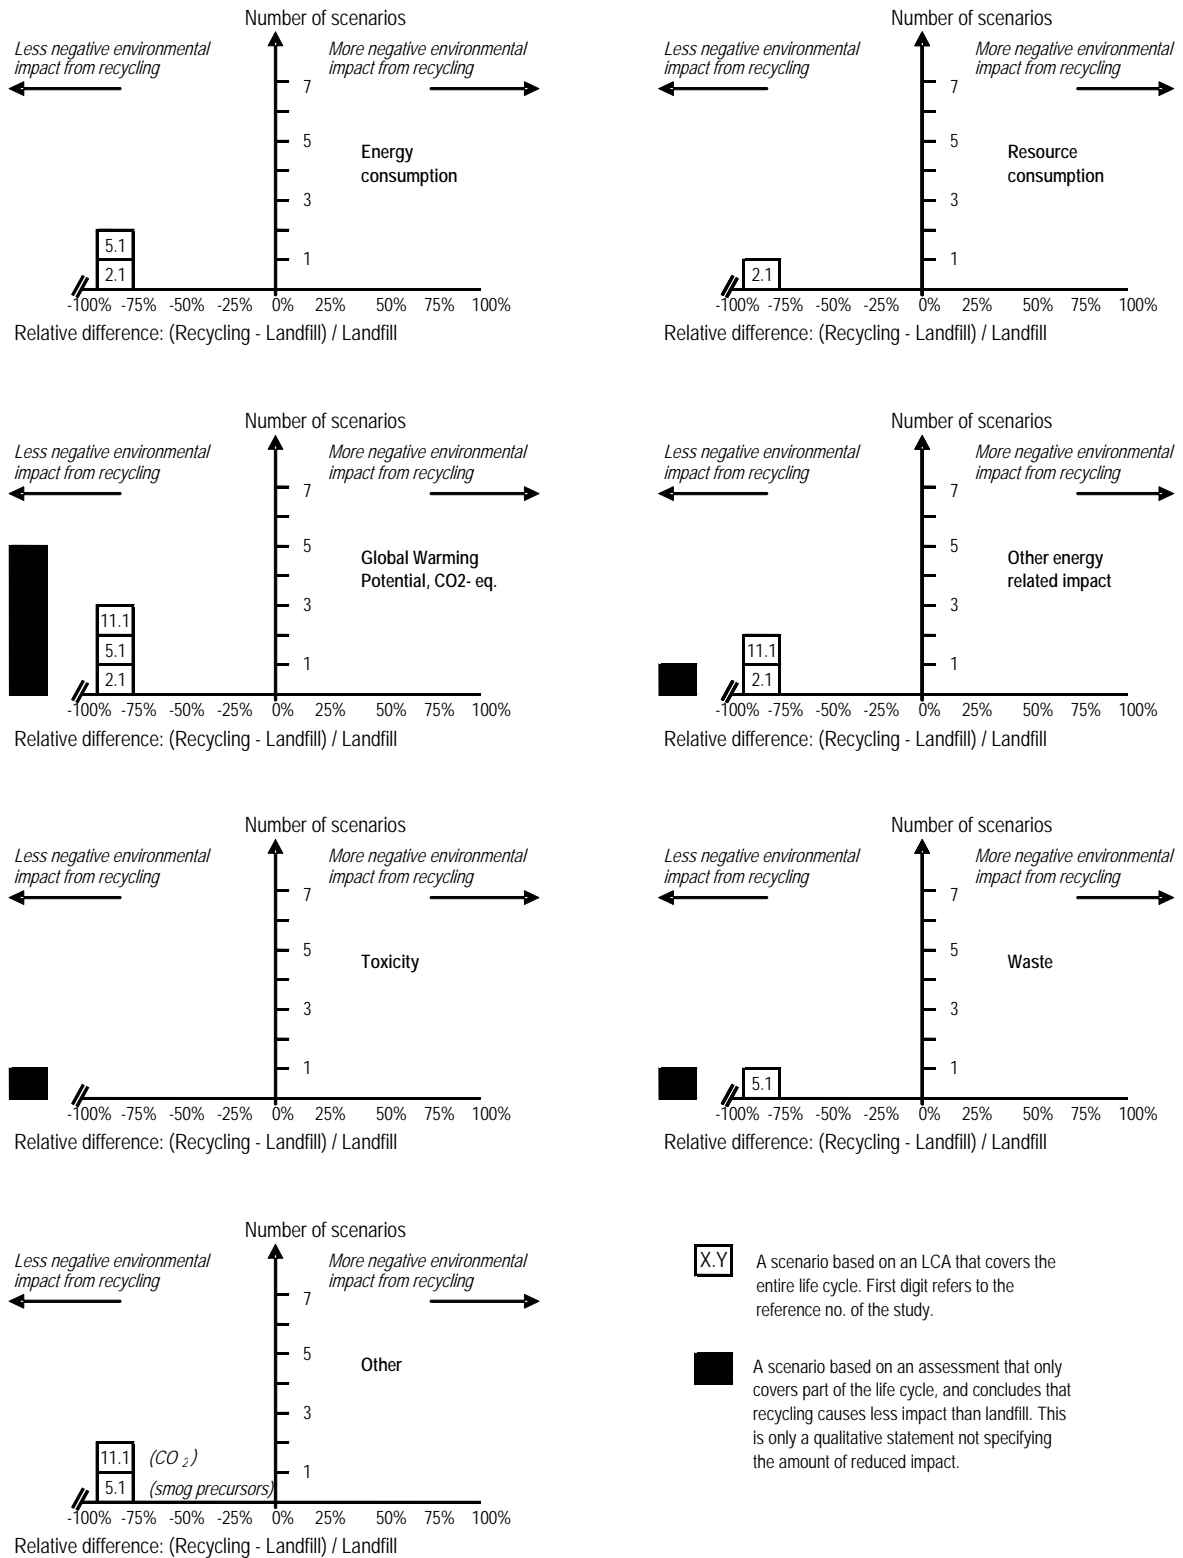 Number of scenarios
Less negative environmental
impact from recycling
More negative environmental
impact from recycling
7
5
Energy
consumption
3
5.1
1
2.1
-100% -75% -50% -25% 0% 25% 50% 75% 100%
Relative difference: (Recycling - Landfill) / Landfill
Number of scenarios
Less negative environmental
impact from recycling
More negative environmental
impact from recycling
7
5
Resource
consumption
3
1
2.1
-100% -75% -50% -25% 0% 25% 50% 75% 100%
Relative difference: (Recycling - Landfill) / Landfill
Number of scenarios
Less negative environmental
impact from recycling
More negative environmental
impact from recycling
7
5
Global Warming
Potential, CO2- eq.
3
11.1
5.1
1
2.1
-100% -75% -50% -25% 0% 25% 50% 75% 100%
Relative difference: (Recycling - Landfill) / Landfill
Number of scenarios
Less negative environmental
impact from recycling
More negative environmental
impact from recycling
7
5
Other energy
related impact
3
11.1
1
2.1
-100% -75% -50% -25% 0% 25% 50% 75% 100%
Relative difference: (Recycling - Landfill) / Landfill
Number of scenarios
Less negative environmental
impact from recycling
More negative environmental
impact from recycling
7
5
Toxicity
3
1
-100% -75% -50% -25% 0% 25% 50% 75% 100%
Relative difference: (Recycling - Landfill) / Landfill
Number of scenarios
Less negative environmental
impact from recycling
More negative environmental
impact from recycling
7
5
Waste
3
1
5.1
-100% -75% -50% -25% 0% 25% 50% 75% 100%
Relative difference: (Recycling - Landfill) / Landfill
Number of scenarios
Less negative environmental
impact from recycling
More negative environmental
impact from recycling
7
5
Other
3
11.1 (CO 2 )
1
5.1 (smog precursors)
-100% -75% -50% -25% 0% 25% 50% 75% 100%
Relative difference: (Recycling - Landfill) / Landfill
X.Y
A scenario based on an LCA that covers the
entire life cycle. First digit refers to the
reference no. of the study.
A scenario based on an assessment that only
covers part of the life cycle, and concludes that
recycling causes less impact than landfill. This
is only a qualitative statement not specifying
the amount of reduced impact.